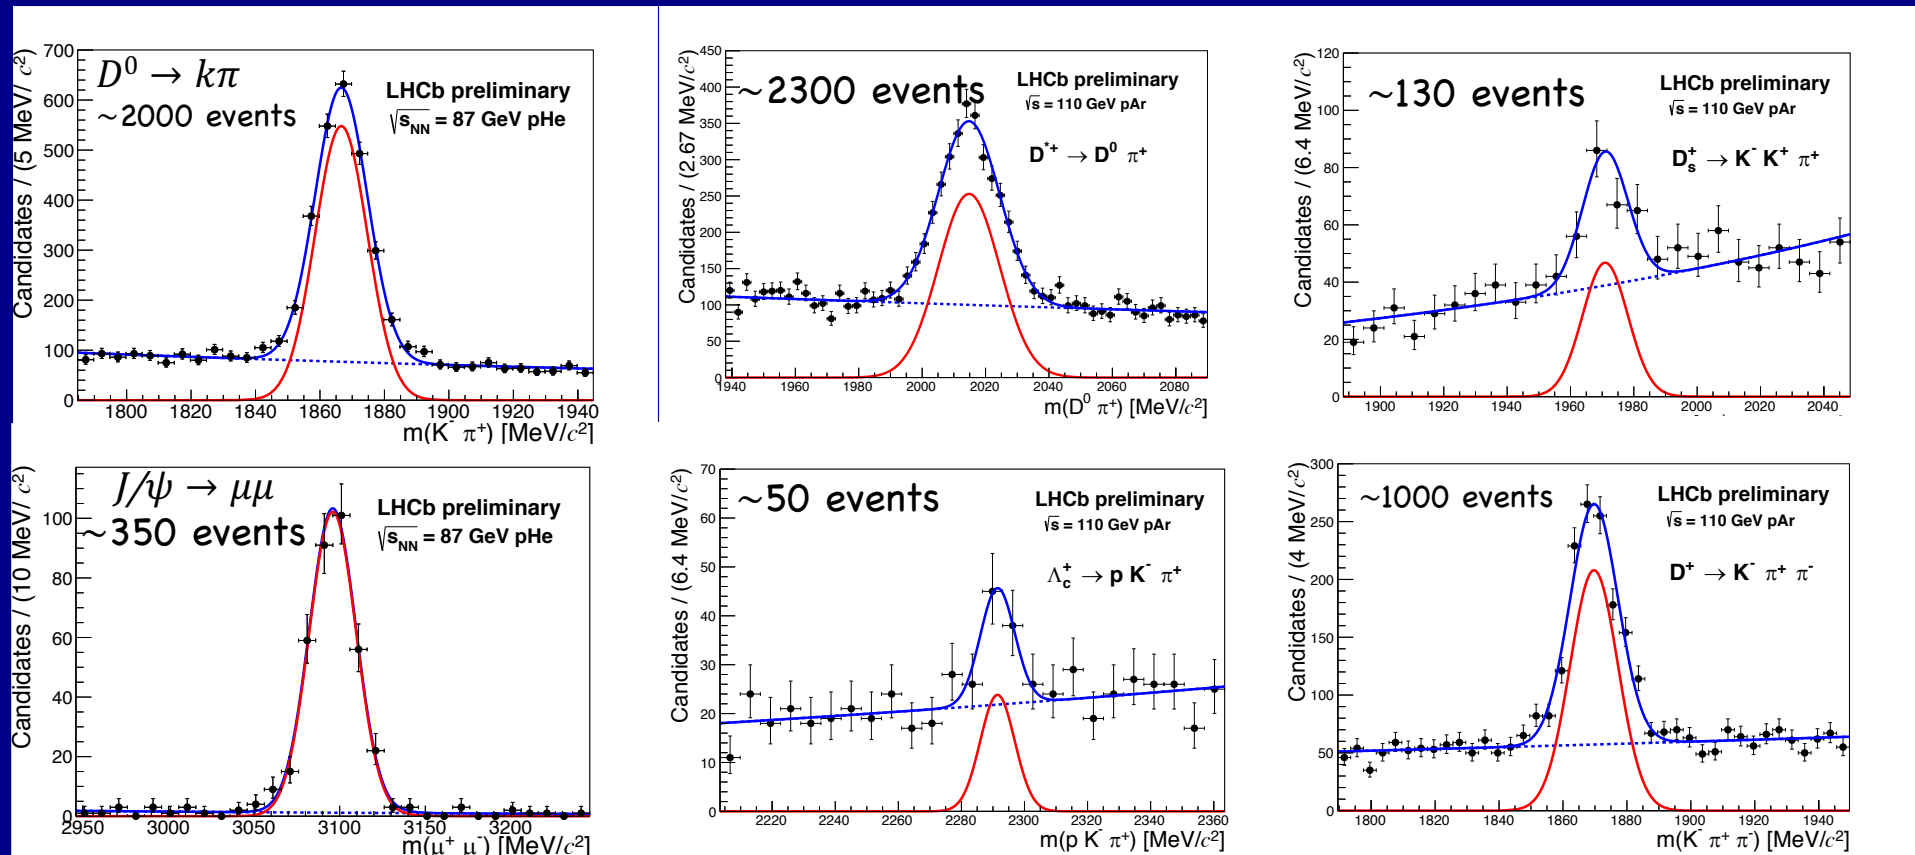 D⁰ → kπ
~2000 events
LHCb preliminary
√s_NN = 87 GeV pHe
Candidates / (5 MeV/ c²)
700
600
500
400
300
200
100
0
1800 1820 1840 1860 1880 1900 1920 1940
m(K⁻ π⁺) [MeV/c²]
~2300 events
LHCb preliminary
√s = 110 GeV pAr
D*⁺ → D⁰ π⁺
Candidates / (2.67 MeV/c²)
450
400
350
300
250
200
150
100
50
0
1940 1960 1980 2000 2020 2040 2060 2080
m(D⁰ π⁺) [MeV/c²]
~130 events
LHCb preliminary
√s = 110 GeV pAr
D_s⁺ → K⁻ K⁺ π⁺
Candidates / (6.4 MeV/c²)
120
100
80
60
40
20
0
1900 1920 1940 1960 1980 2000 2020 2040
J/ψ → μμ
~350 events
LHCb preliminary
√s_NN = 87 GeV pHe
Candidates / (10 MeV/ c²)
100
80
60
40
20
0
2950 3000 3050 3100 3150 3200
m(μ⁺ μ⁻) [MeV/c²]
~50 events
LHCb preliminary
√s = 110 GeV pAr
Λ_c⁺ → p K⁻ π⁺
Candidates / (6.4 MeV/c²)
70
60
50
40
30
20
10
0
2220 2240 2260 2280 2300 2320 2340 2360
m(p K⁻ π⁺) [MeV/c²]
~1000 events
LHCb preliminary
√s = 110 GeV pAr
D⁺ → K⁻ π⁺ π⁻
Candidates / (4 MeV/c²)
300
250
200
150
100
50
0
1800 1820 1840 1860 1880 1900 1920 1940
m(K⁻ π⁺ π⁻) [MeV/c²]